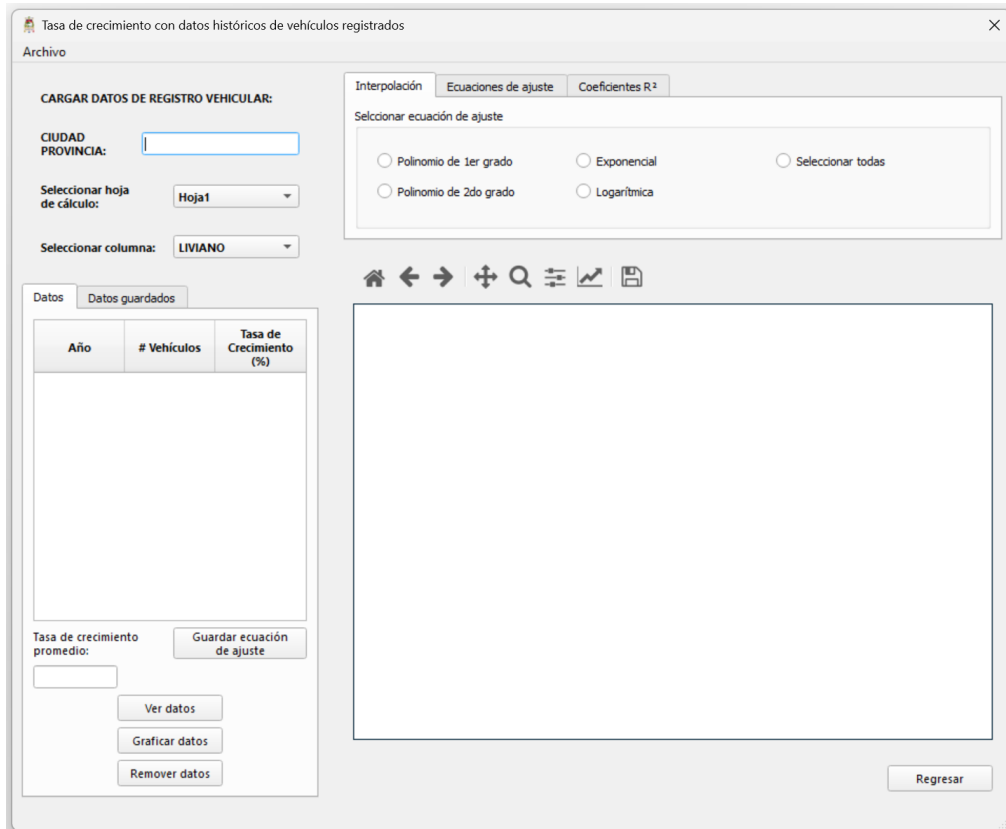 Tasa de crecimiento con datos históricos de vehículos registrados
Archivo
CARGAR DATOS DE REGISTRO VEHICULAR:
CIUDAD
PROVINCIA:
Seleccionar hoja
de cálculo:
Hoja1
Seleccionar columna:
LIVIANO
Interpolación
Ecuaciones de ajuste
Coeficientes R²
Selccionar ecuación de ajuste
Polinomio de 1er grado
Exponencial
Seleccionar todas
Polinomio de 2do grado
Logarítmica
Datos
Datos guardados
Año
# Vehículos
Tasa de
Crecimiento
(%)
Tasa de crecimiento
promedio:
Guardar ecuación
de ajuste
Ver datos
Graficar datos
Remover datos
Regresar